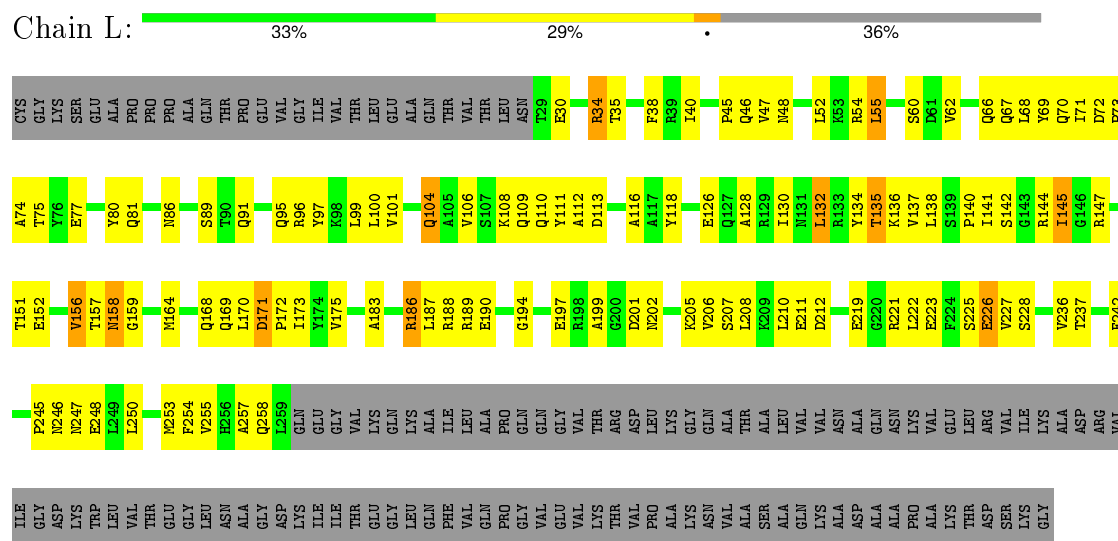 Chain L:
33% 29% • 36%
CYS GLY LYS SER GLU ALA PRO PRO PRO ALA GLN THR PRO GLU VAL GLY ILE VAL THR LEU GLU ALA GLN THR VAL THR LEU ASN T29 E30 R34 T35 F38 R39 I40 P45 Q46 V47 N48 L52 K53 R54 L55 S60 D61 V62 Q66 Q67 L68 Y69 Q70 I71 D72
A74 T75 Y76 E77 Y80 Q81 N86 S89 T90 Q91 Q95 R96 Y97 K98 L99 L100 V101 Q104 A105 V106 S107 K108 Q109 Q110 Y111 A112 D113 A116 A117 Y118 E126 Q127 A128 R129 I130 N131 L132 R133 Y134 T135 K136 V137 L138 S139 P140 I141 S142 G143 R144 I145 G146 R147
T151 E152 V156 T157 N158 G159 M164 Q168 Q169 L170 D171 P172 I173 Y174 V175 A183 R186 L187 R188 R189 E190 G194 E197 R198 A199 G200 D201 N202 K205 V206 S207 L208 K209 L210 E211 D212 E219 G220 R221 L222 E223 F224 S225 E226 V227 S228 V236 T237
P245 N246 N247 E248 L249 L250 M253 F254 V255 H256 A257 Q258 L259 GLN GLU GLY VAL LYS GLN LYS ALA ILE LEU ALA PRO GLN GLN GLY VAL THR ARG ASP LEU LYS GLY GLN ALA THR ALA LEU VAL VAL ASN ALA GLN ASN LYS VAL GLU LEU ARG VAL ILE LYS ALA ASP ARG VAL
ILE GLY ASP LYS TRP LEU VAL THR GLU GLY LEU ASN ALA GLY ASP LYS ILE ILE THR GLU GLY LEU GLN PHE VAL GLN PRO GLY VAL GLU VAL LYS THR VAL PRO ALA LYS ASN VAL ALA SER ALA GLN LYS ALA ASP ALA ALA PRO ALA LYS THR ASP SER LYS GLY